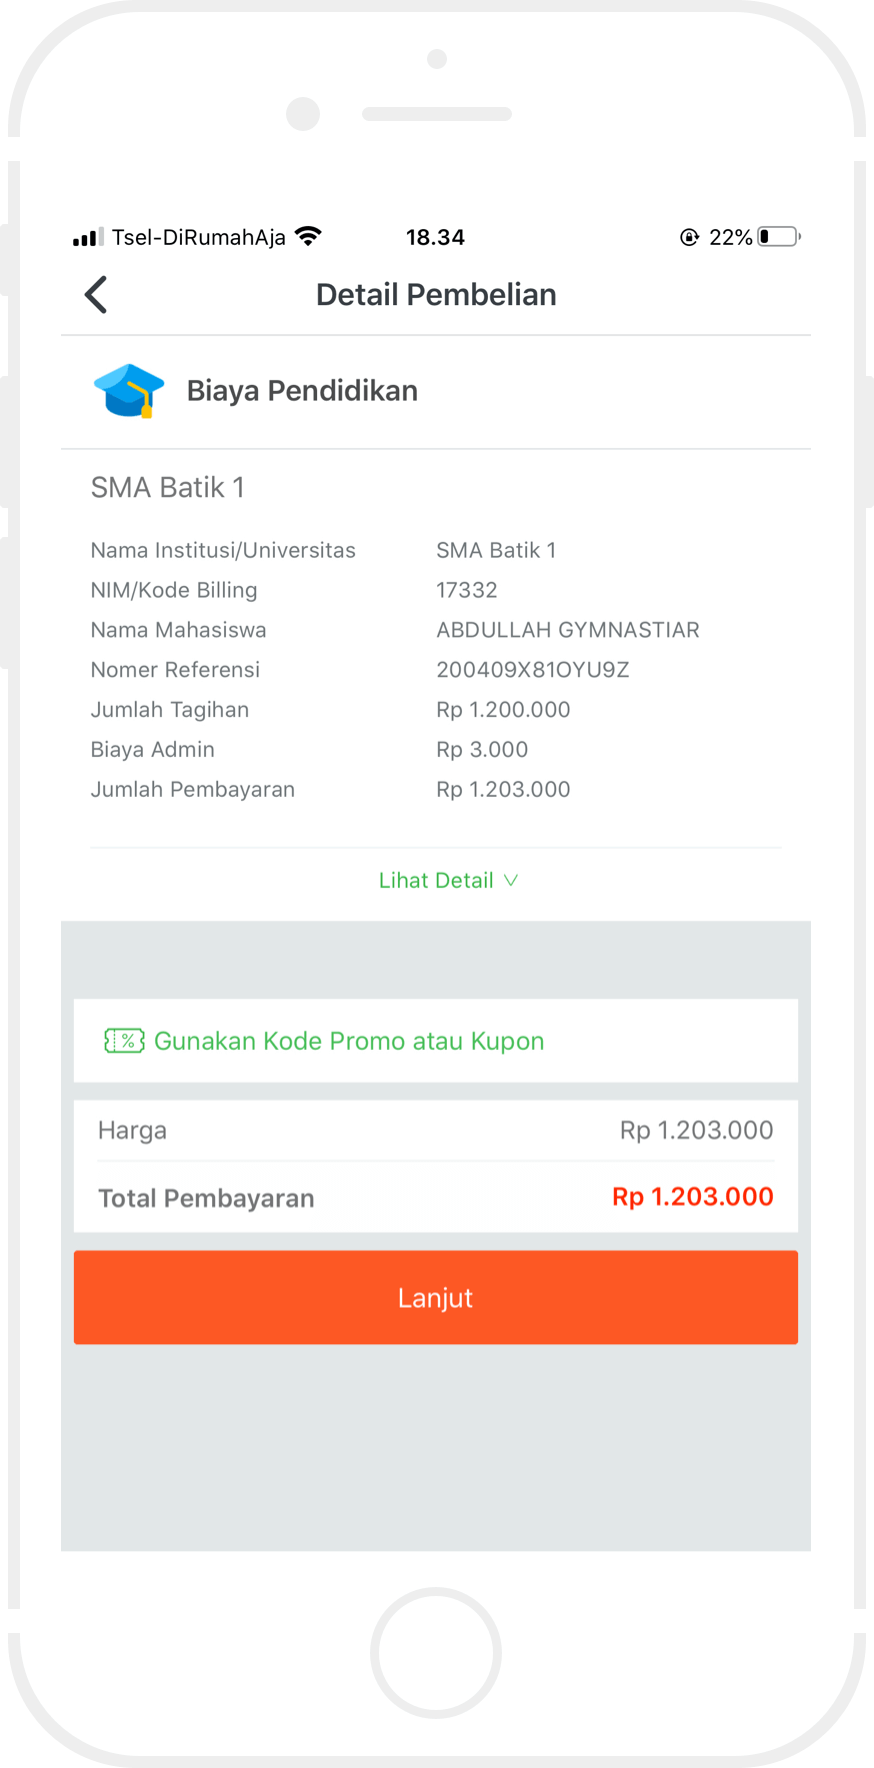 Tsel-DiRumahAja 18.34 22%
Detail Pembelian
Biaya Pendidikan
SMA Batik 1
Nama Institusi/Universitas SMA Batik 1
NIM/Kode Billing 17332
Nama Mahasiswa ABDULLAH GYMNASTIAR
Nomer Referensi 200409X81OYU9Z
Jumlah Tagihan Rp 1.200.000
Biaya Admin Rp 3.000
Jumlah Pembayaran Rp 1.203.000
Lihat Detail
% Gunakan Kode Promo atau Kupon
Harga Rp 1.203.000
Total Pembayaran Rp 1.203.000
Lanjut